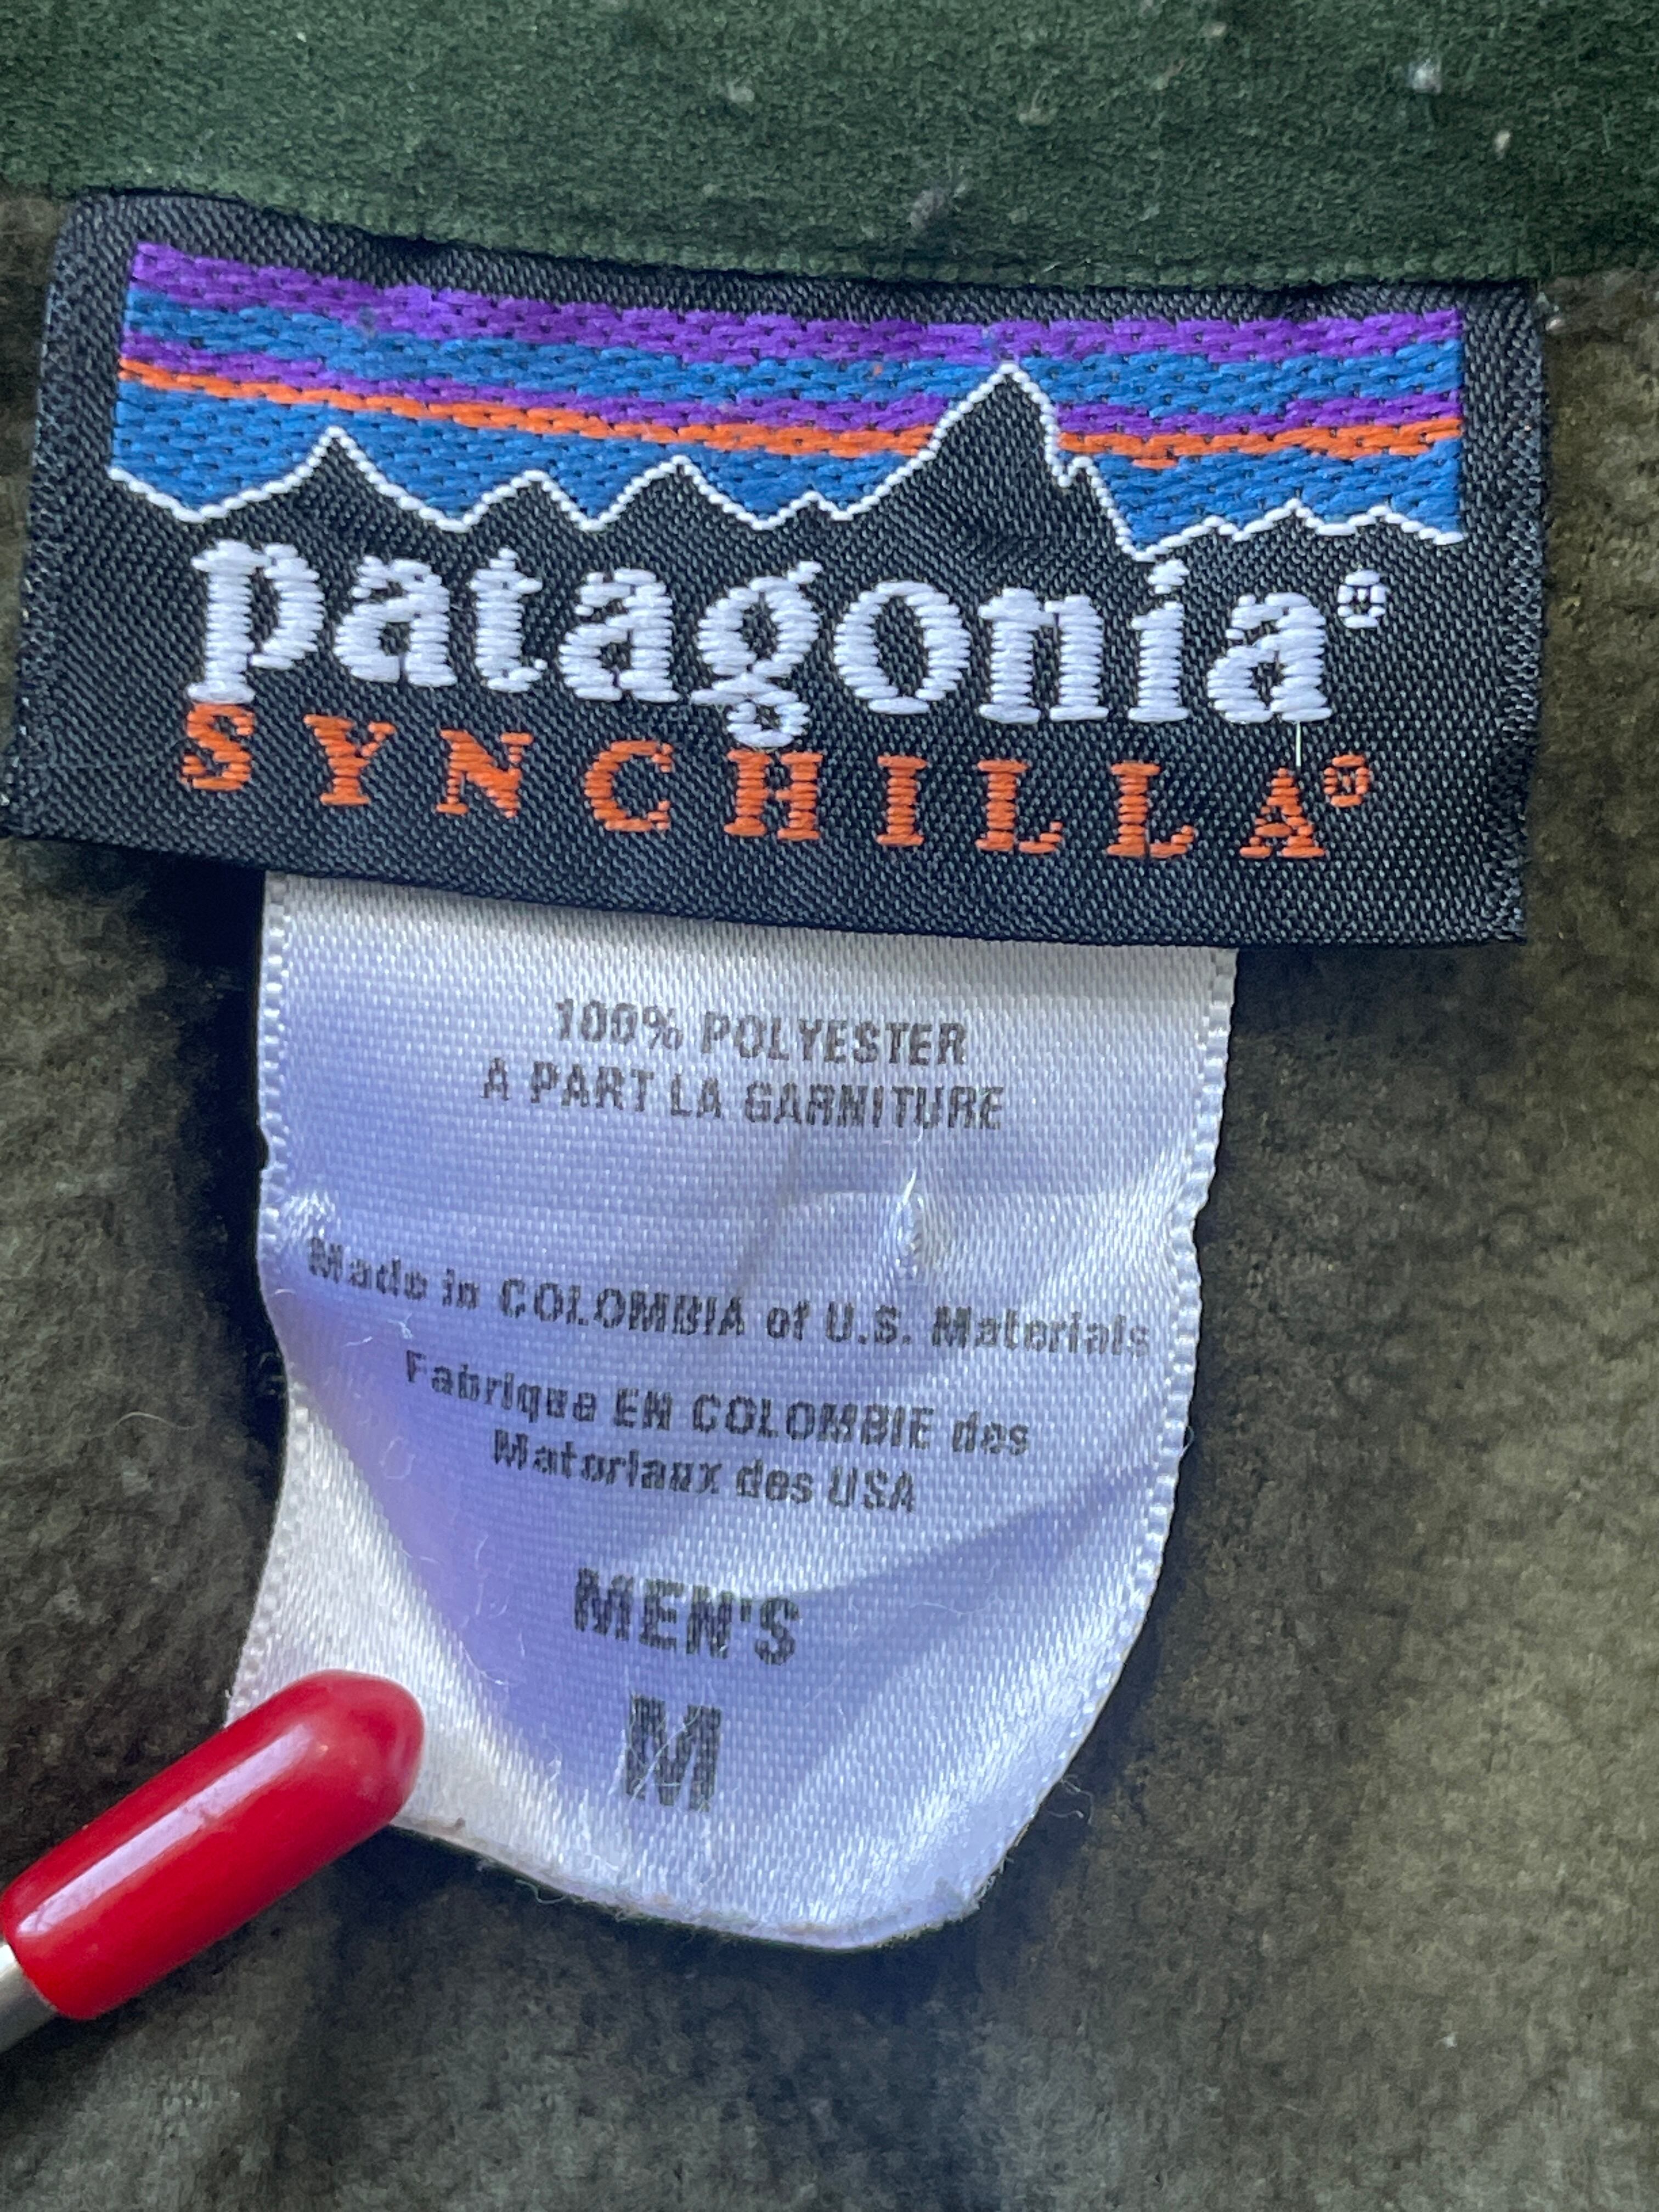 patagonia®
SYNCHILLA®
100% POLYESTER
A PART LA GARNITURE
Made in COLOMBIA of U.S. Materials
Fabrique EN COLOMBIE des
Materiaux des USA
MEN'S
M